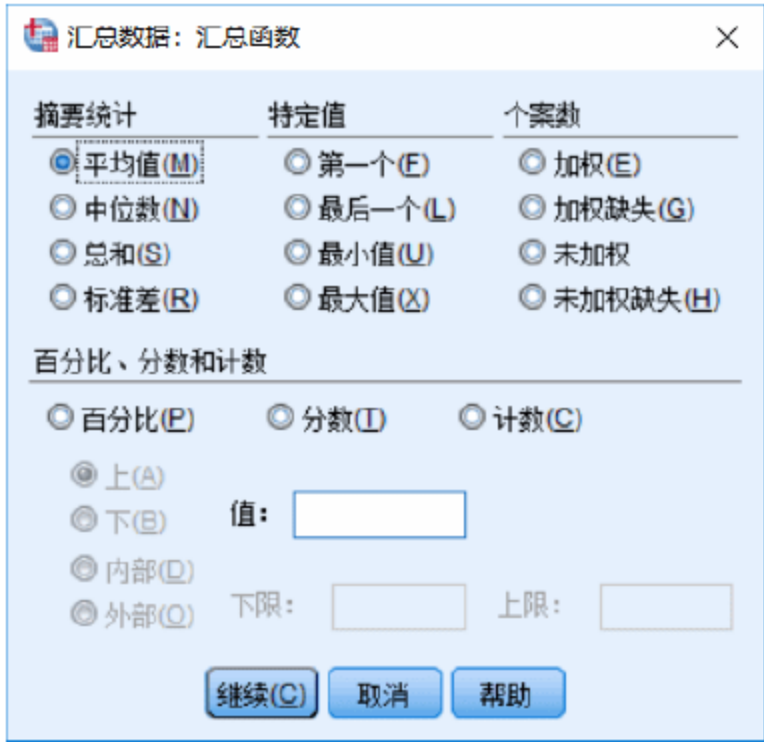 汇总数据：汇总函数
摘要统计 特定值 个案数
平均值(M) 第一个(F) 加权(E)
中位数(N) 最后一个(L) 加权缺失(G)
总和(S) 最小值(U) 未加权
标准差(R) 最大值(X) 未加权缺失(H)
百分比、分数和计数
百分比(P) 分数(T) 计数(C)
上(A)
下(B) 值：
内部(D)
外部(O) 下限： 上限：
继续(C) 取消 帮助